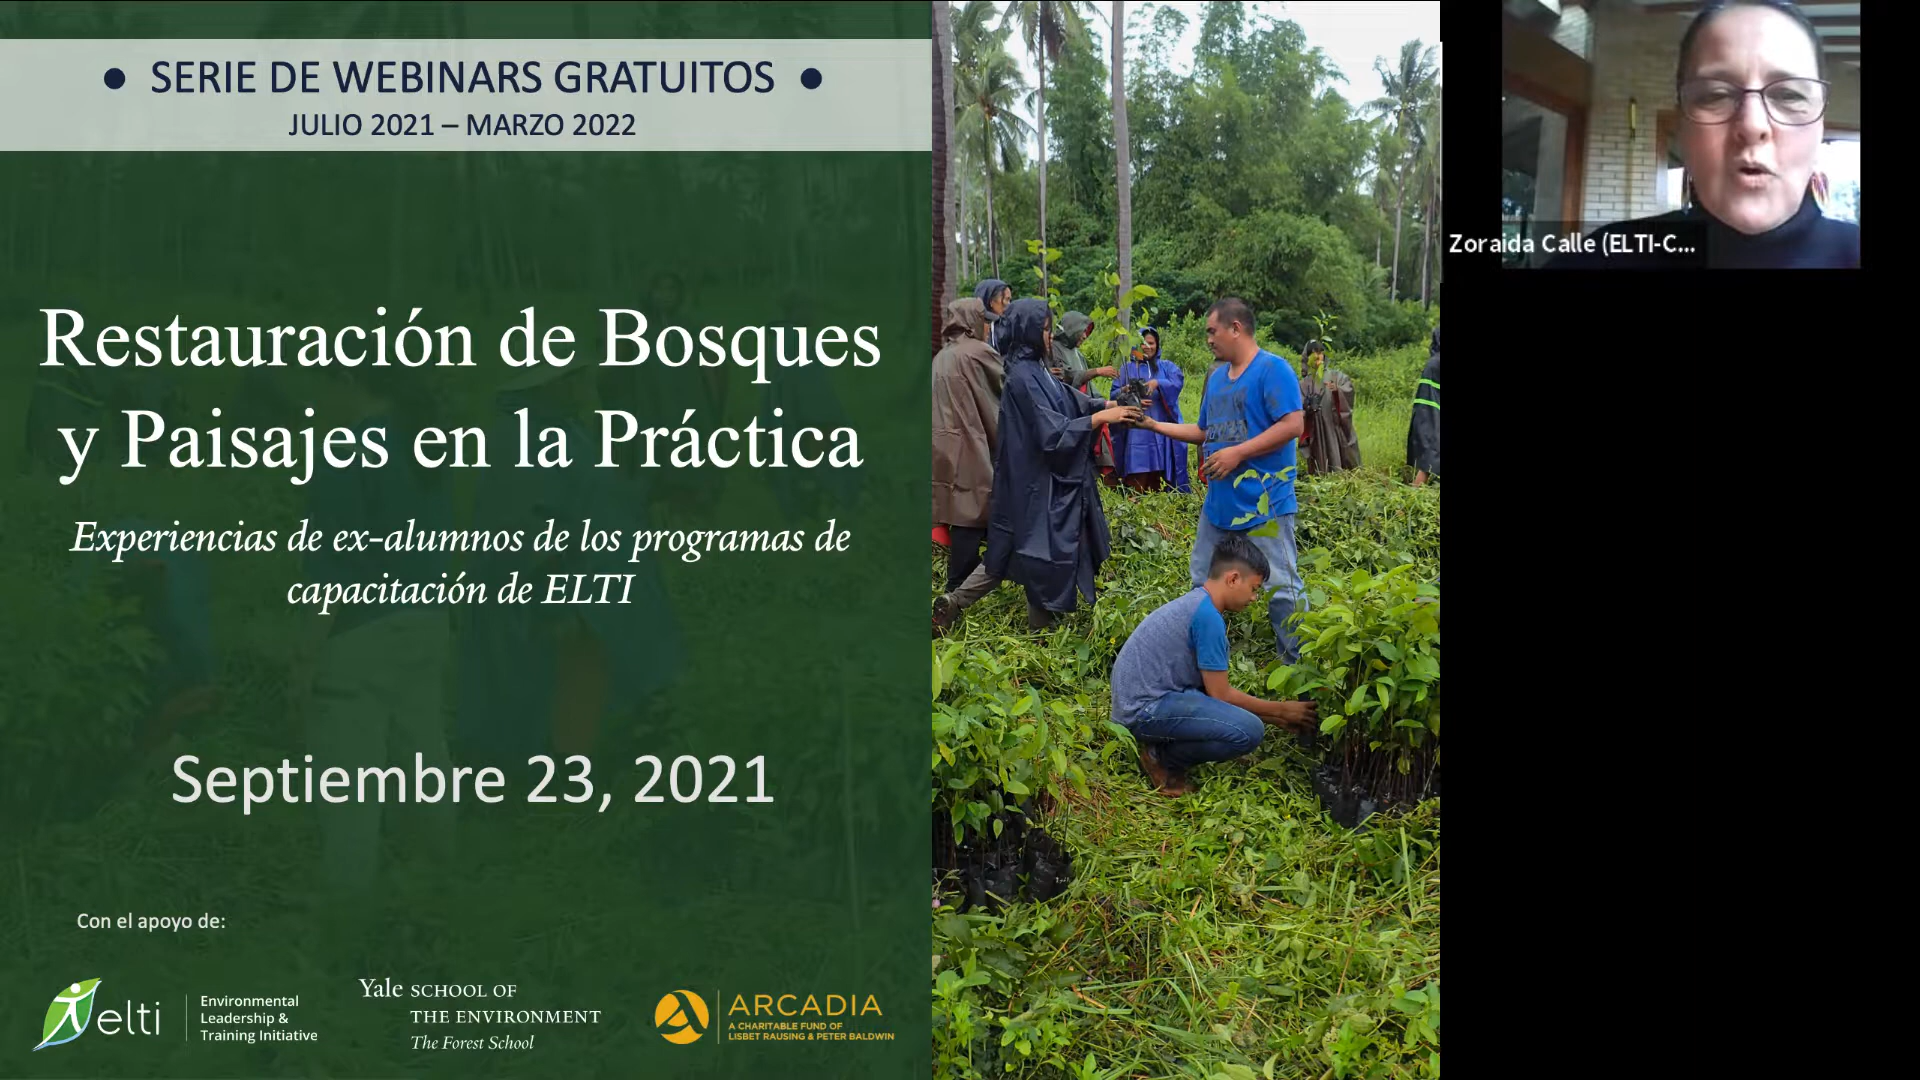 • SERIE DE WEBINARS GRATUITOS •
JULIO 2021 – MARZO 2022
Restauración de Bosques
y Paisajes en la Práctica
Experiencias de ex-alumnos de los programas de
capacitación de ELTI
Septiembre 23, 2021
Con el apoyo de:
elti
Environmental
Leadership &
Training Initiative
Yale SCHOOL OF
THE ENVIRONMENT
The Forest School
ARCADIA
A CHARITABLE FUND OF
LISBET RAUSING & PETER BALDWIN
Zoraida Calle (ELTI-C...